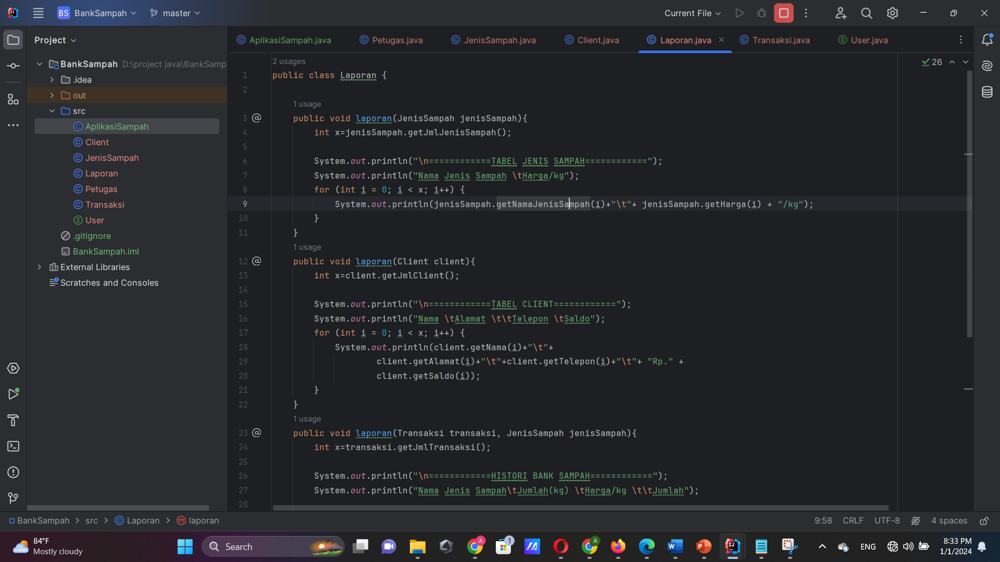 BS BankSampah master Current File
Project
AplikasiSampah.java Petugas.java JenisSampah.java Client.java Laporan.java Transaksi.java User.java
BankSampah D:\project java\BankSamp
.idea
out
src
AplikasiSampah
Client
JenisSampah
Laporan
Petugas
Transaksi
User
.gitignore
BankSampah.iml
External Libraries
Scratches and Consoles
26
2 usages
1 public class Laporan {
2
1 usage
3 @ public void laporan(JenisSampah jenisSampah){
4 int x=jenisSampah.getJmlJenisSampah();
5
6 System.out.println("\n============TABEL JENIS SAMPAH============");
7 System.out.println("Nama Jenis Sampah \tHarga/kg");
8 for (int i = 0; i < x; i++) {
9 System.out.println(jenisSampah.getNamaJenisSampah(i)+"\t"+ jenisSampah.getHarga(i) + "/kg");
10 }
11 }
1 usage
12 @ public void laporan(Client client){
13 int x=client.getJmlClient();
14
15 System.out.println("\n============TABEL CLIENT============");
16 System.out.println("Nama \tAlamat \t\tTelepon \tSaldo");
17 for (int i = 0; i < x; i++) {
18 System.out.println(client.getNama(i)+"\t"+
19 client.getAlamat(i)+"\t"+client.getTelepon(i)+"\t"+ "Rp." +
20 client.getSaldo(i));
21 }
22 }
1 usage
23 @ public void laporan(Transaksi transaksi, JenisSampah jenisSampah){
24 int x=transaksi.getJmlTransaksi();
25
26 System.out.println("\n============HISTORI BANK SAMPAH============");
27 System.out.println("Nama Jenis Sampah\tJumlah(kg) \tHarga/kg \t\tJumlah");
28
BankSampah > src > Laporan > laporan
9:58 CRLF UTF-8 4 spaces
84°F
Mostly cloudy
Search
ENG
8:33 PM
1/1/2024